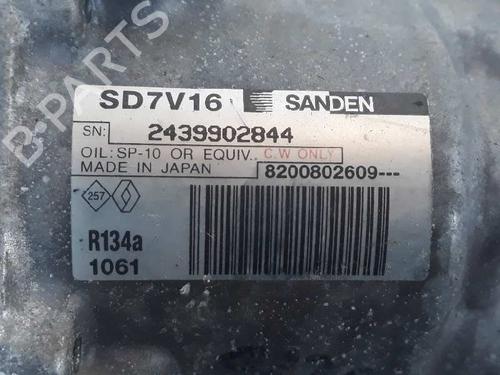 B-PARTS
SD7V16 SANDEN
SN: 2439902844
OIL: SP-10 OR EQUIV. C.W ONLY
MADE IN JAPAN 8200802609---
257
R134a
1061